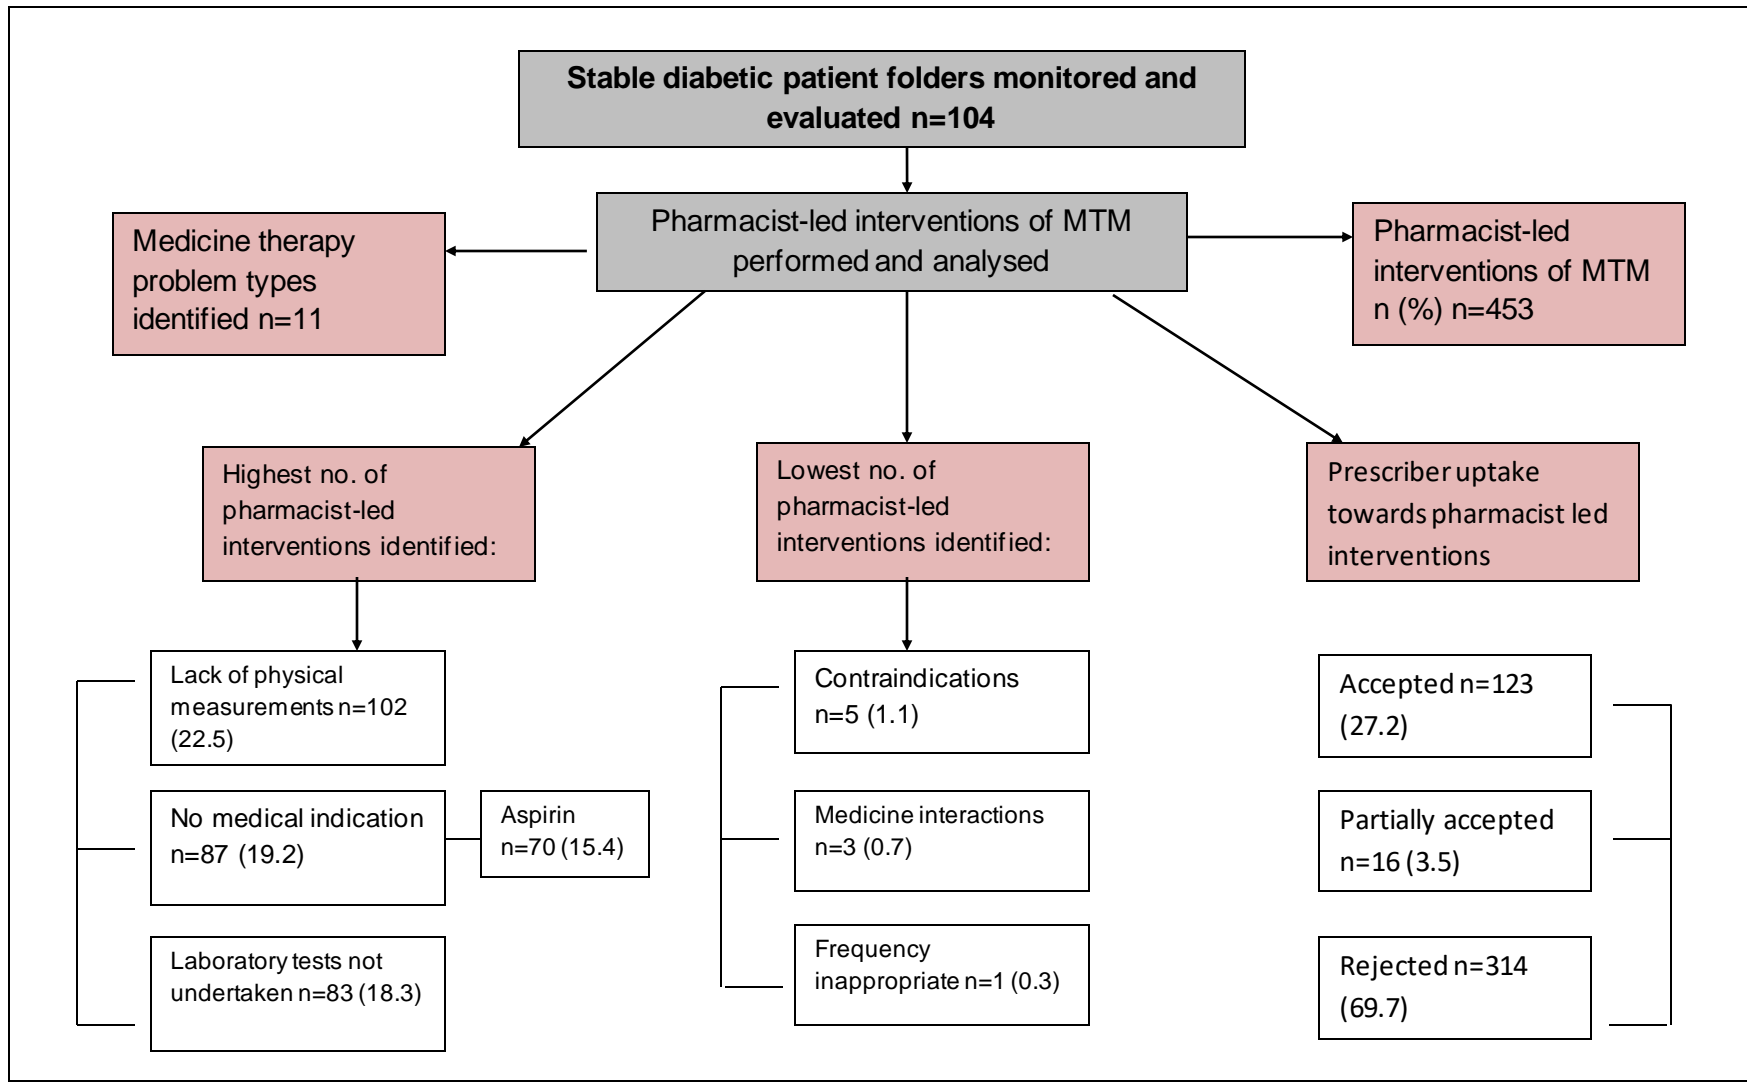 Stable diabetic patient folders monitored and
evaluated n=104
Pharmacist-led interventions of MTM
performed and analysed
Medicine therapy
problem types
identified n=11
Pharmacist-led
interventions of MTM
n (%) n=453
Highest no. of
pharmacist-led
interventions identified:
Lowest no. of
pharmacist-led
interventions identified:
Prescriber uptake
towards pharmacist led
interventions
Lack of physical
measurements n=102
(22.5)
No medical indication
n=87 (19.2)
Aspirin
n=70 (15.4)
Laboratory tests not
undertaken n=83 (18.3)
Contraindications
n=5 (1.1)
Medicine interactions
n=3 (0.7)
Frequency
inappropriate n=1 (0.3)
Accepted n=123
(27.2)
Partially accepted
n=16 (3.5)
Rejected n=314
(69.7)